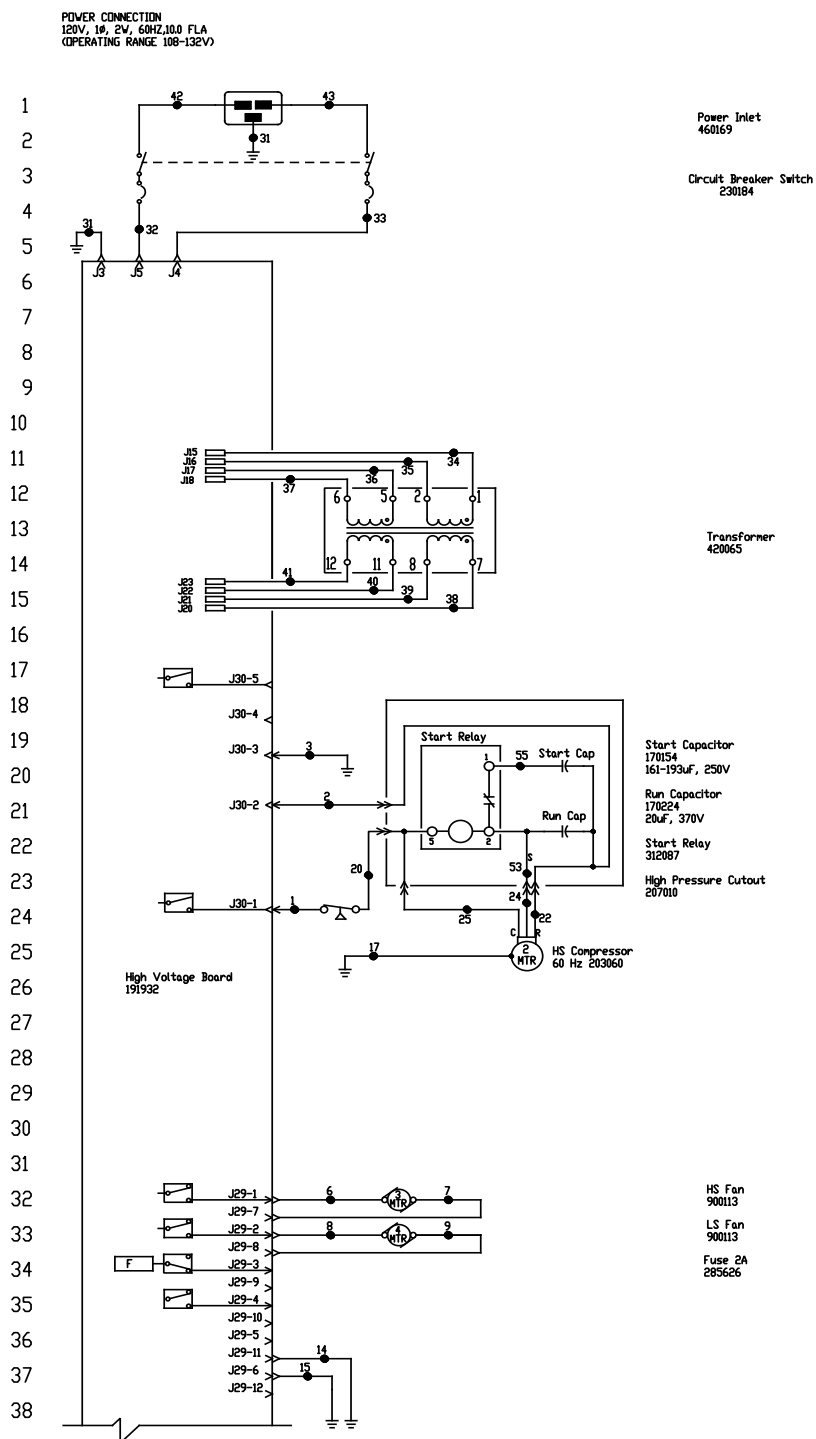 POWER CONNECTION
120V, 1ø, 2W, 60HZ,10.0 FLA
(OPERATING RANGE 108-132V)
1
42
43
Power Inlet
460169
2
31
3
Circuit Breaker Switch
230184
4
31
32
33
5
J3
J5
J4
6
7
8
9
10
11
J15
J16
J17
J18
34
35
36
37
12
6
5
2
1
13
Transformer
420065
14
12
11
8
7
15
J23
J22
J21
J20
41
40
39
38
16
17
J30-5
18
J30-4
19
J30-3
3
Start Relay
1
55
Start Cap
Start Capacitor
170154
161-193uF, 250V
20
21
J30-2
2
Run Cap
Run Capacitor
170224
20uF, 370V
22
5
2
Start Relay
312087
S
53
20
23
High Pressure Cutout
207010
24
J30-1
1
25
24
22
C
R
25
17
2
MTR
HS Compressor
60 Hz 203060
26
High Voltage Board
191932
27
28
29
30
31
32
J29-1
6
3
MTR
7
HS Fan
900113
J29-7
33
J29-2
8
4
MTR
9
LS Fan
900113
J29-8
34
F
J29-3
Fuse 2A
285626
J29-9
35
J29-4
J29-10
36
J29-5
J29-11
14
37
J29-6
15
J29-12
38